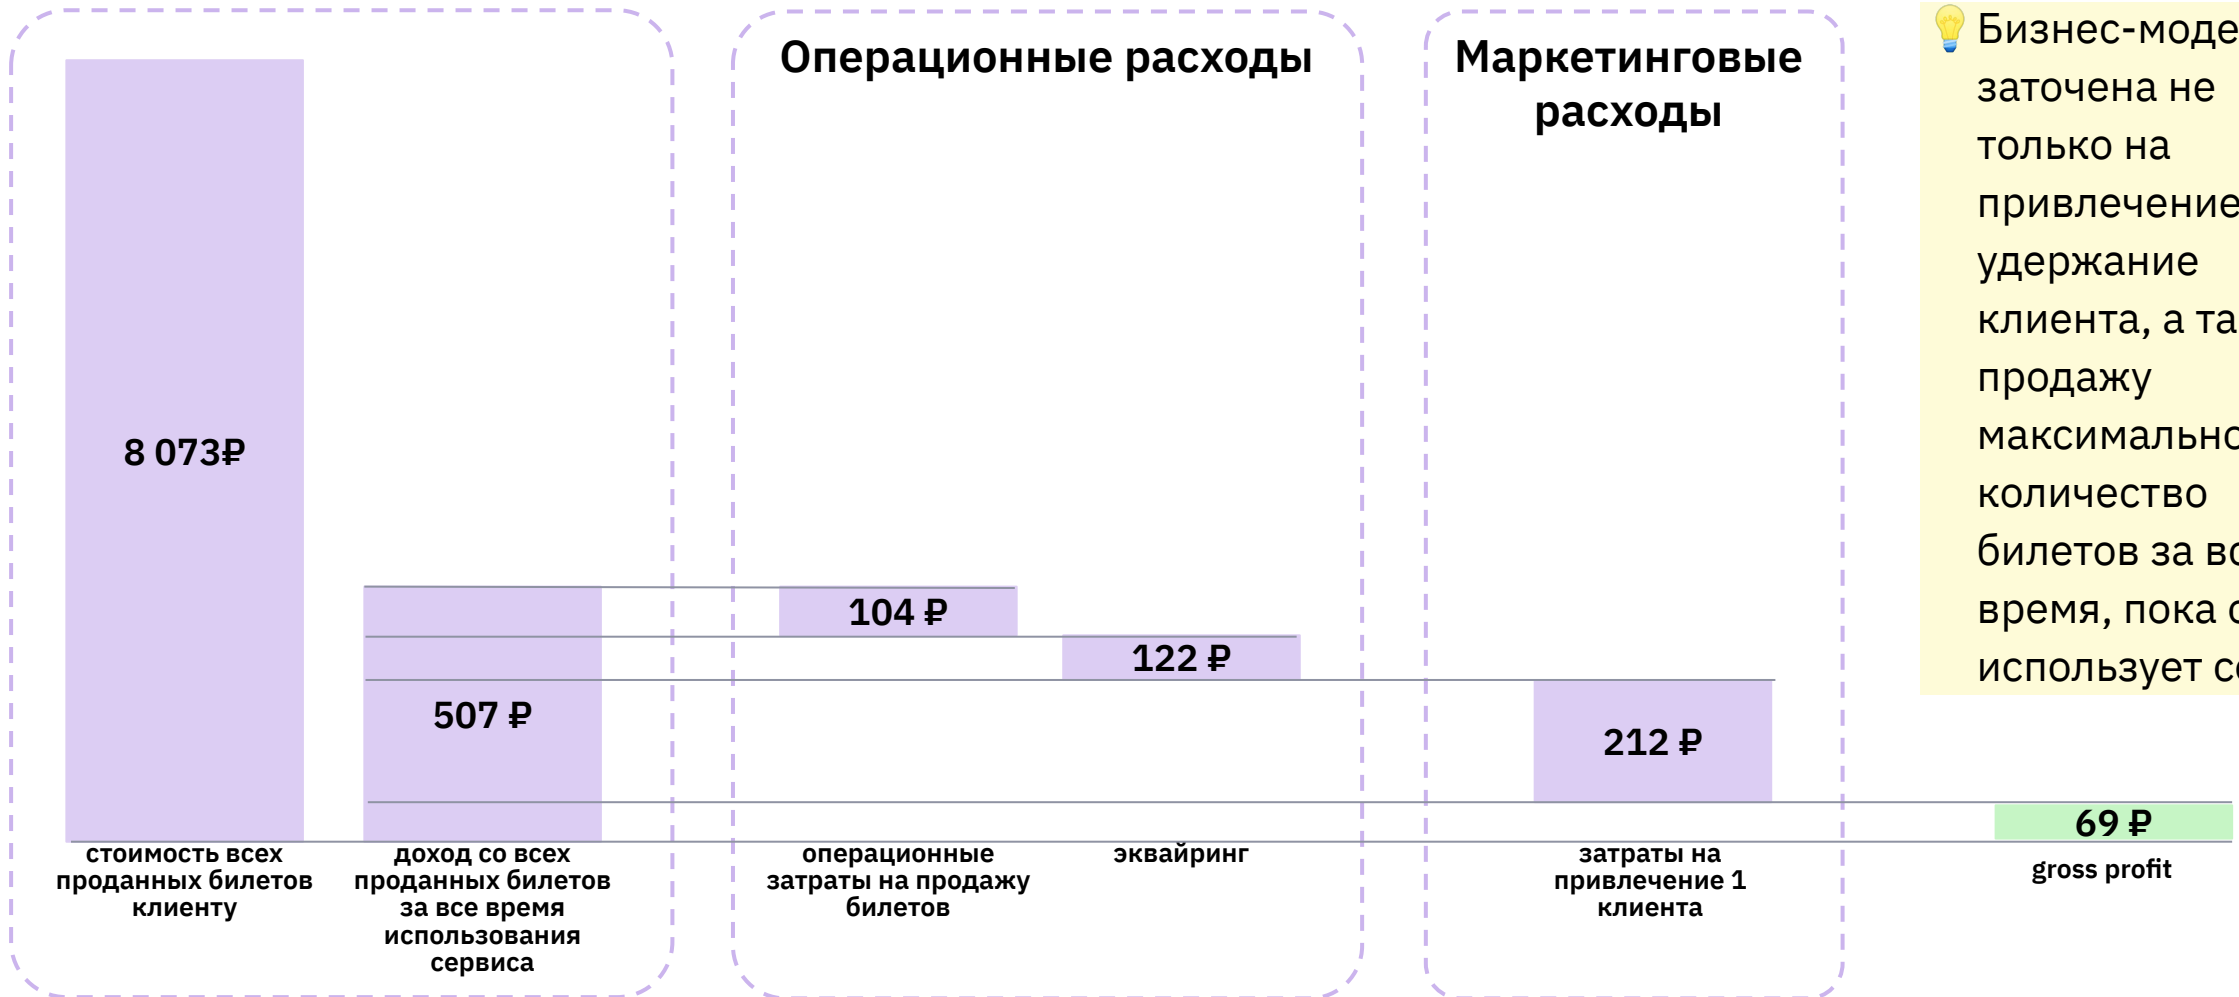 Операционные расходы
Маркетинговые
расходы
8 073₽
507 ₽
104 ₽
122 ₽
212 ₽
69 ₽
стоимость всех
проданных билетов
клиенту
доход со всех
проданных билетов
за все время
использования
сервиса
операционные
затраты на продажу
билетов
эквайринг
затраты на
привлечение 1
клиента
gross profit
Бизнес-моде
заточена не
только на
привлечение
удержание
клиента, а та
продажу
максимально
количество
билетов за
время, пока
использует